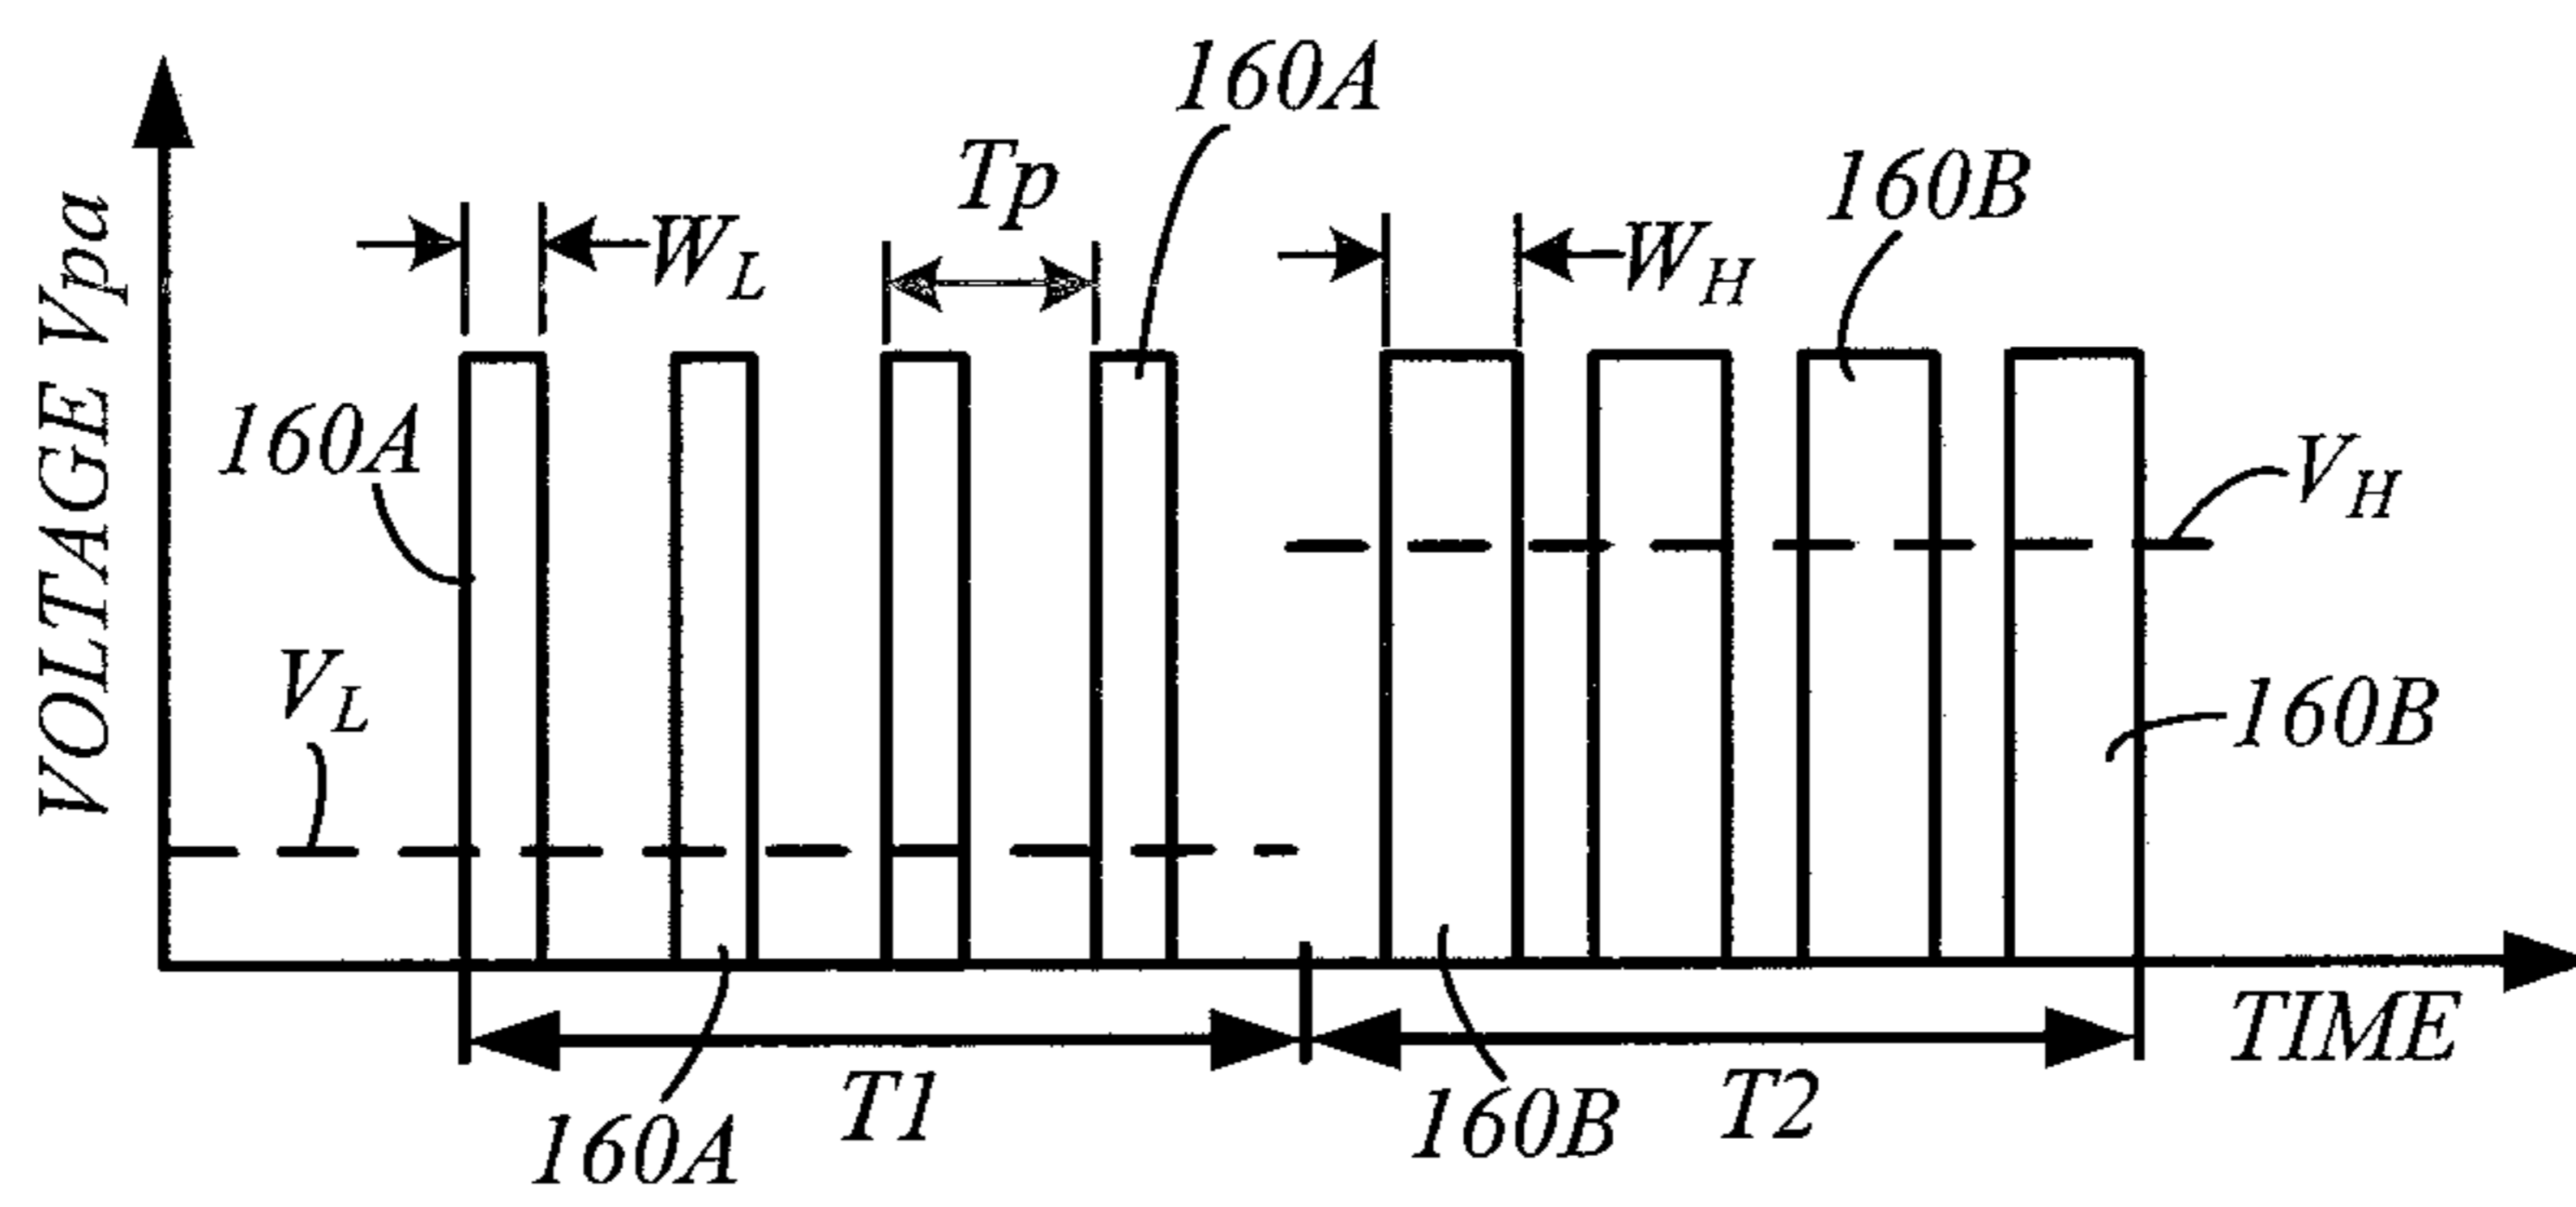 160A
Tp
160B
W_L
W_H
VOLTAGE Vpa
160A
V_H
V_L
160B
TIME
T1
T2
160A
160B